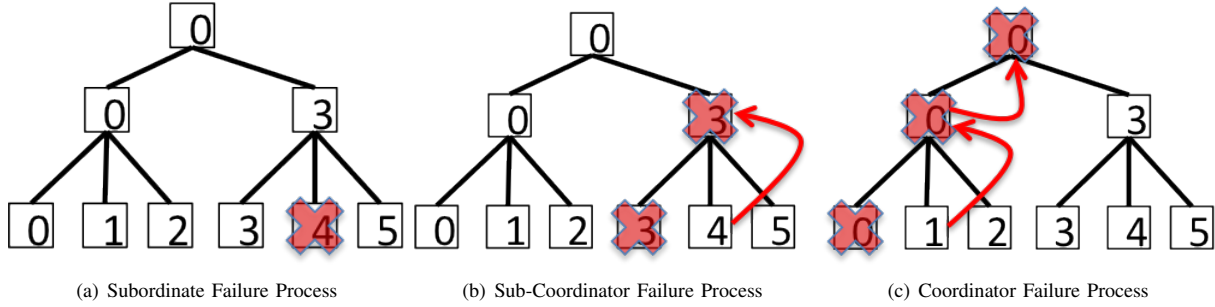 0 0 0
0 3 0 3 0 3
0 1 2 3 4 5 0 1 2 3 4 5 0 1 2 3 4 5
(a) Subordinate Failure Process (b) Sub-Coordinator Failure Process (c) Coordinator Failure Process